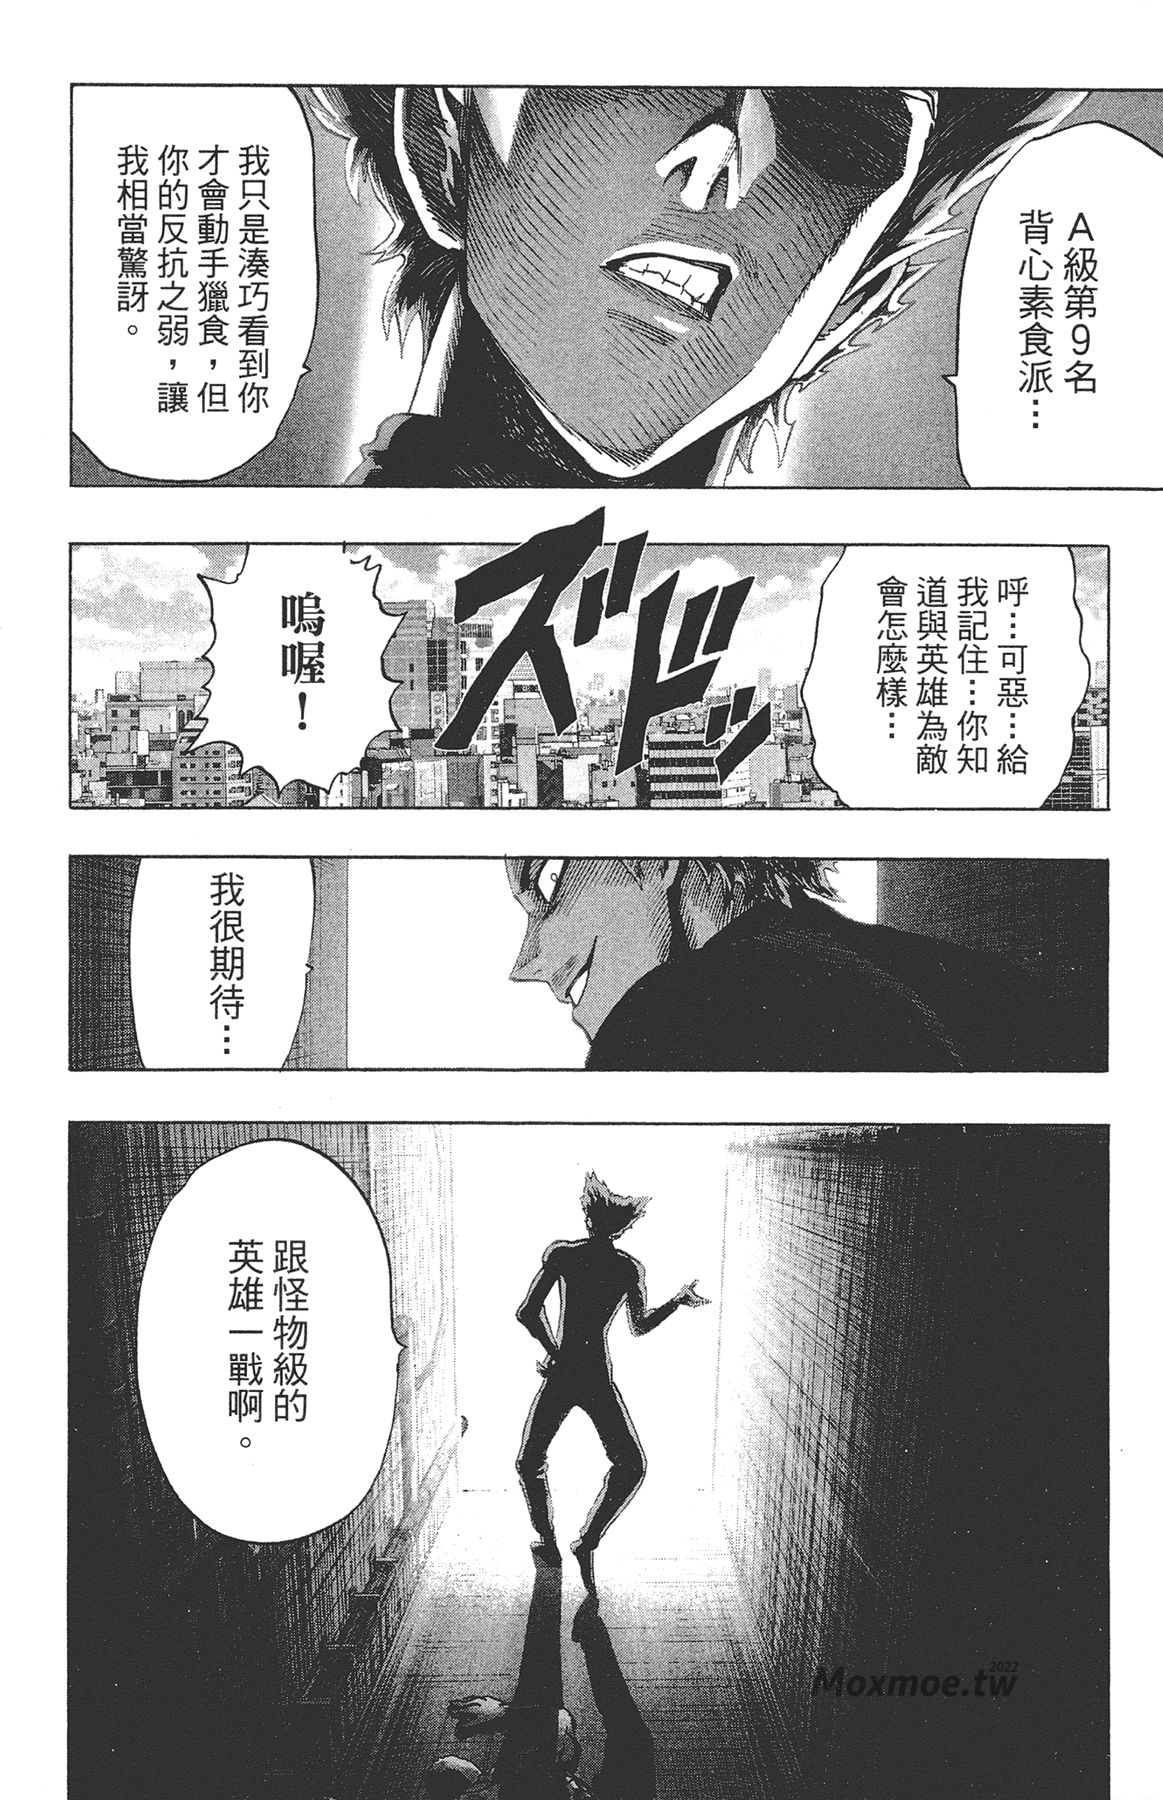 A級第9名
背心素食派…
我只是湊巧看到你
才會動手獵食，但
你的反抗之弱，讓
我相當驚訝。
呼…可惡…給
我記住…你知
道與英雄為敵
會怎麼樣…
ズドッ
嗚喔！
我很期待…
跟怪物級的
英雄一戰啊。
Moxmoe.tw
2022